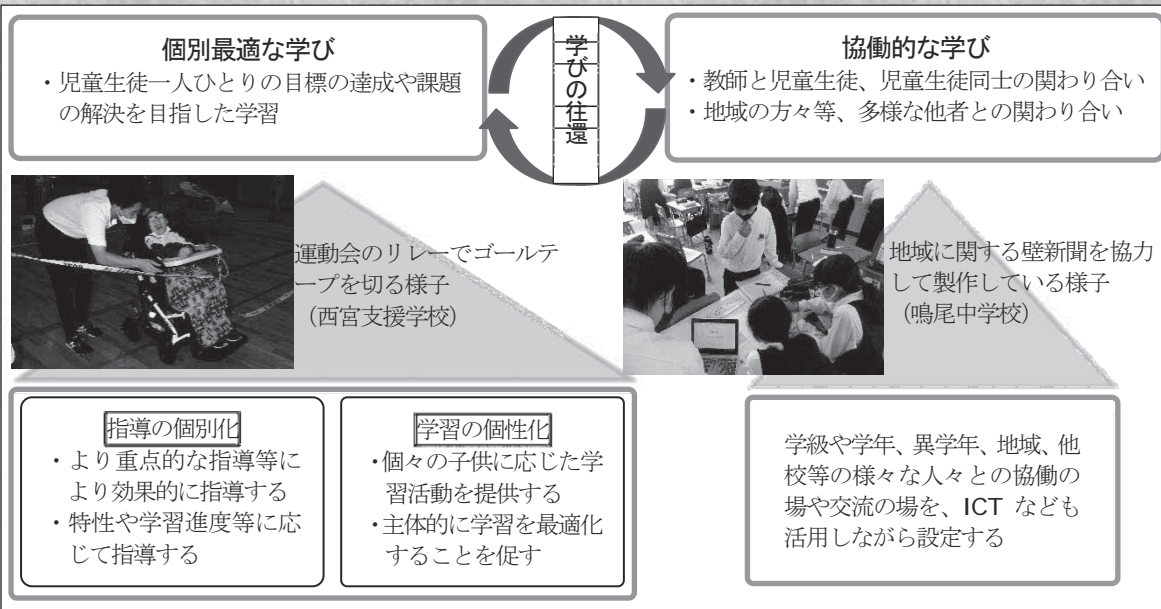 個別最適な学び
・児童生徒一人ひとりの目標の達成や課題
の解決を目指した学習
学びの往還
協働的な学び
・教師と児童生徒、児童生徒同士の関わり合い
・地域の方々等、多様な他者との関わり合い
運動会のリレーでゴールテ
ープを切る様子
（西宮支援学校）
地域に関する壁新聞を協力
して製作している様子
（鳴尾中学校）
指導の個別化
・より重点的な指導等に
より効果的に指導する
・特性や学習進度等に応
じて指導する
学習の個性化
・個々の子供に応じた学
習活動を提供する
・主体的に学習を最適化
することを促す
学級や学年、異学年、地域、他
校等の様々な人々との協働の
場や交流の場を、ICT なども
活用しながら設定する